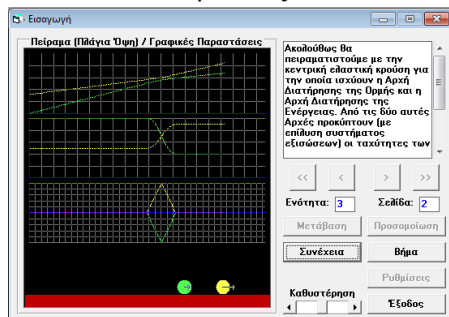 Εισαγωγή
Πείραμα (Πλάγια Όψη) / Γραφικές Παραστάσεις
Ακολούθως θα
πειραματιστούμε με την
κεντρική ελαστική κρούση για
την οποία ισχύουν η Αρχή
Διατήρησης της Ορμής και η
Αρχή Διατήρησης της
Ενέργειας. Από τις δύο αυτές
Αρχές προκύπτουν (με
επίλυση συστήματος
εξισώσεων) οι ταχύτητες των
<< < > >>
Ενότητα: 3 Σελίδα: 2
Μετάβαση Προσομοίωση
Συνέχεια Βήμα
Ρυθμίσεις
Καθυστέρηση
Έξοδος